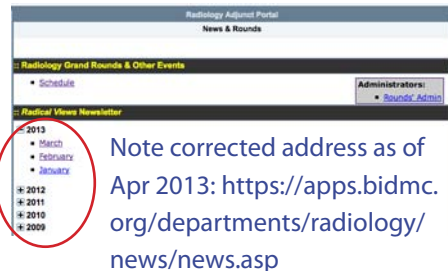 Radiology Adjunct Portal
News & Rounds
:: Radiology Grand Rounds & Other Events
Schedule
Administrators:
Rounds' Admin
:: Radical Views Newsletter
2013
March
February
January
2012
2011
2010
2009
Note corrected address as of
Apr 2013: https://apps.bidmc.
org/departments/radiology/
news/news.asp